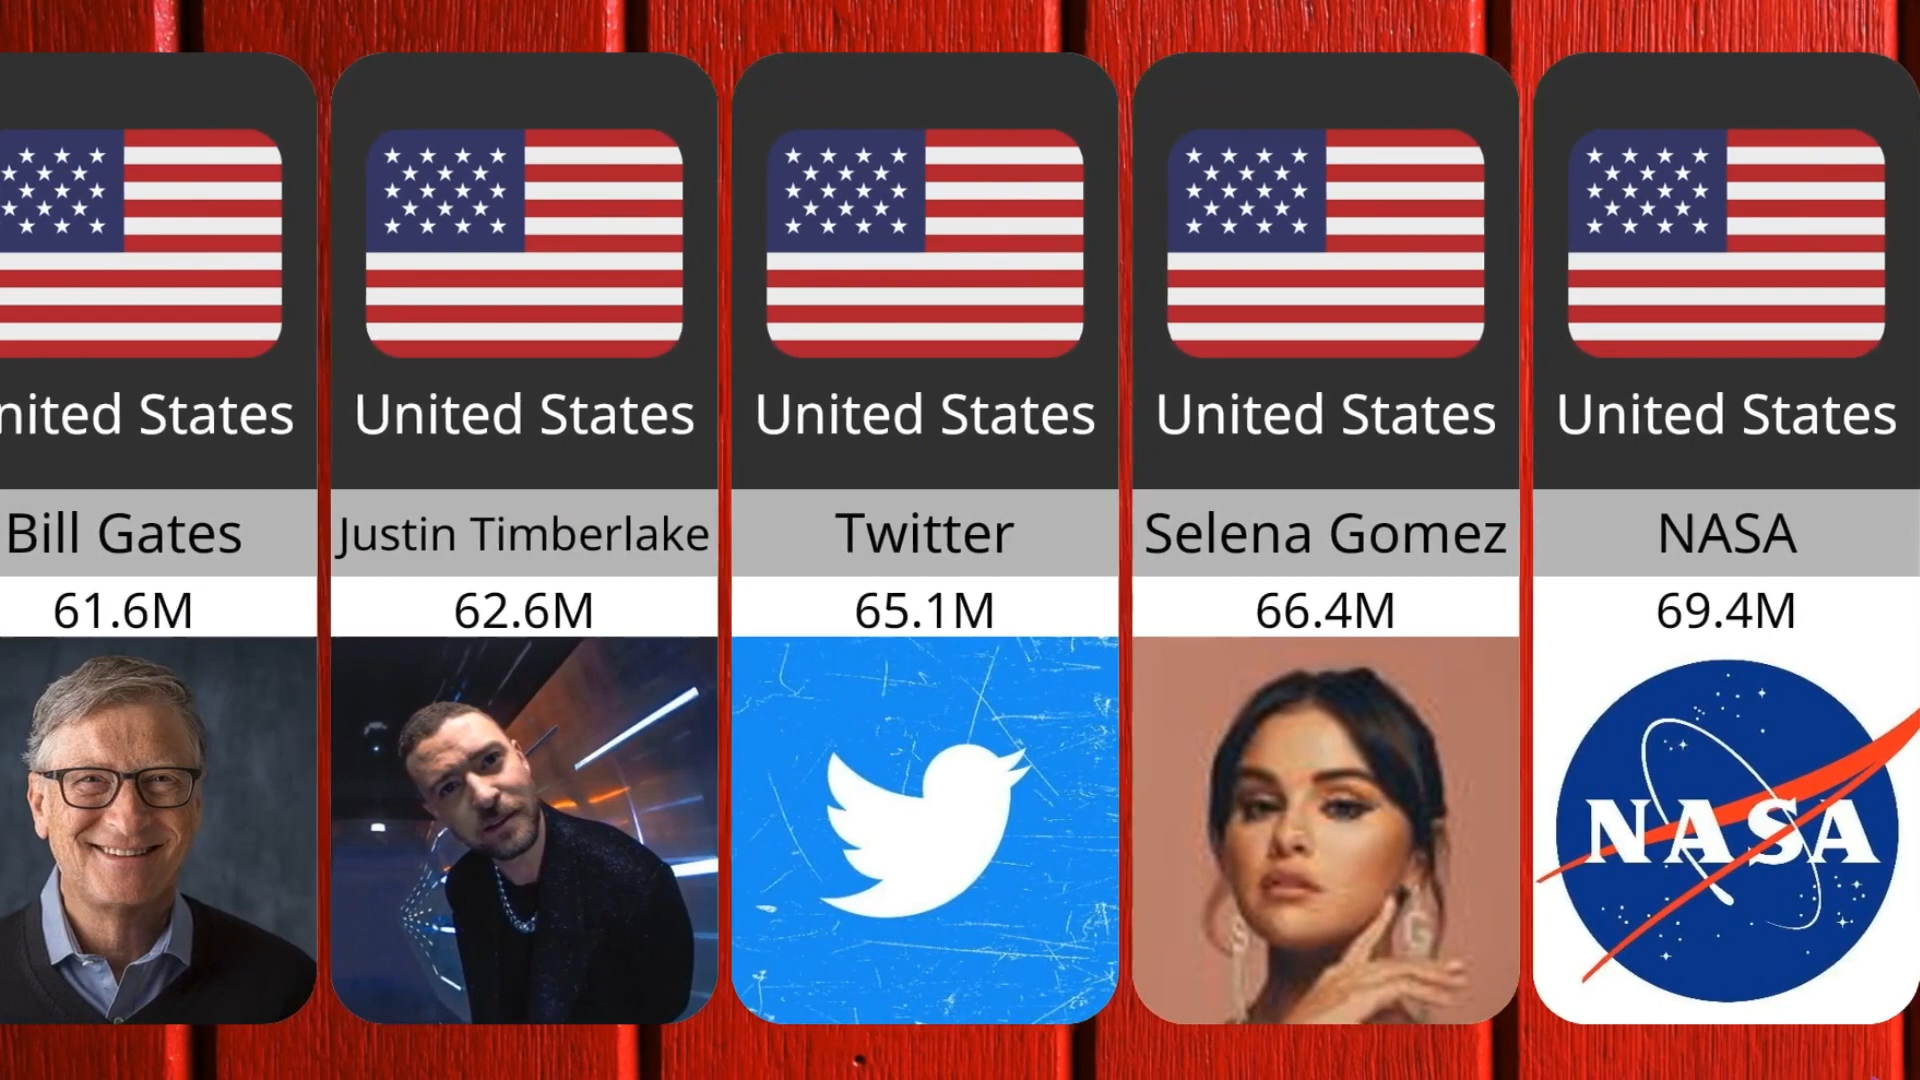 nited States
Bill Gates
61.6M
United States
Justin Timberlake
62.6M
United States
Twitter
65.1M
United States
Selena Gomez
66.4M
United States
NASA
69.4M
NASA